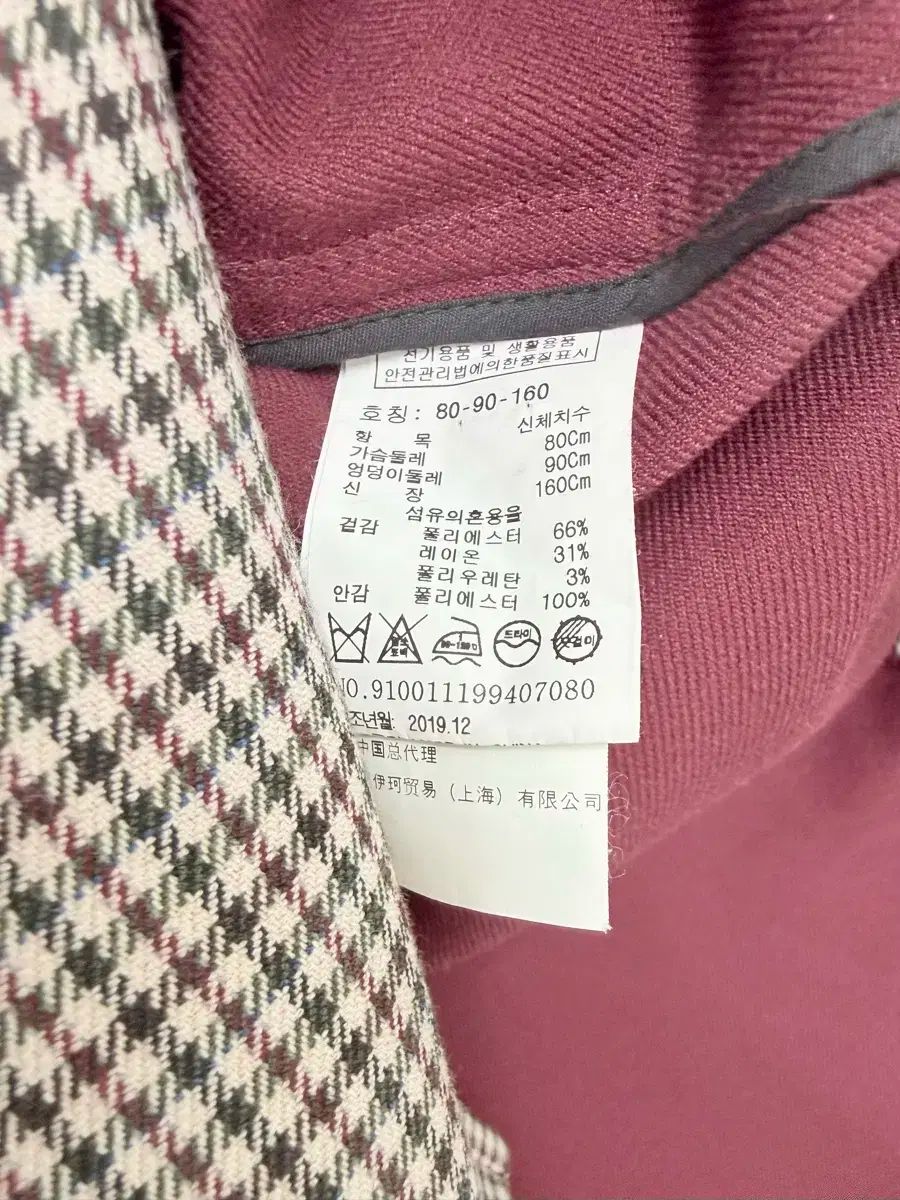 전기용품 및 생활용품
안전관리법에의한품질표시
호칭: 80-90-160
항 목 신체치수
가슴둘레 80Cm
엉덩이둘레 90Cm
신 장 160Cm
섬유의혼용율
겉감 폴리에스터 66%
레이온 31%
폴리우레탄 3%
안감 폴리에스터 100%
드라이
NO.910011199407080
조년월: 2019.12
中国总代理
伊珂贸易 (上海) 有限公司